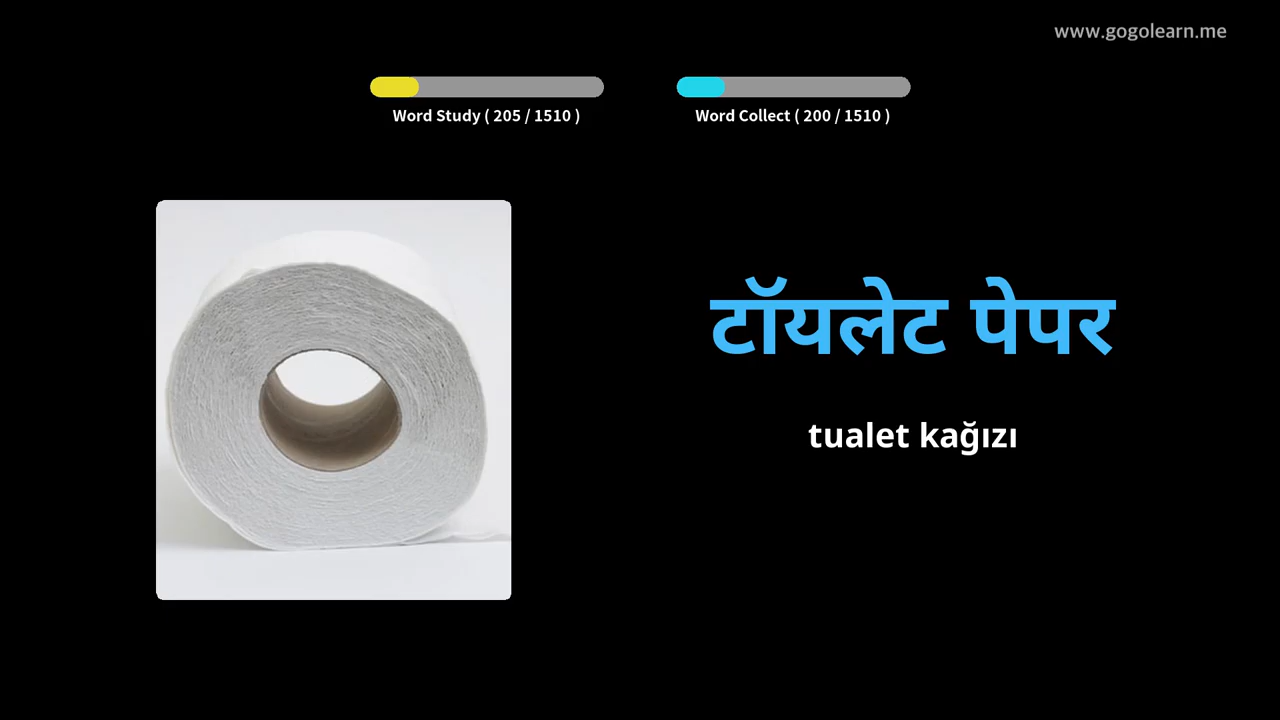 www.gogolearn.me
Word Study ( 205 / 1510 )
Word Collect ( 200 / 1510 )
टॉयलेट पेपर
tualet kağızı